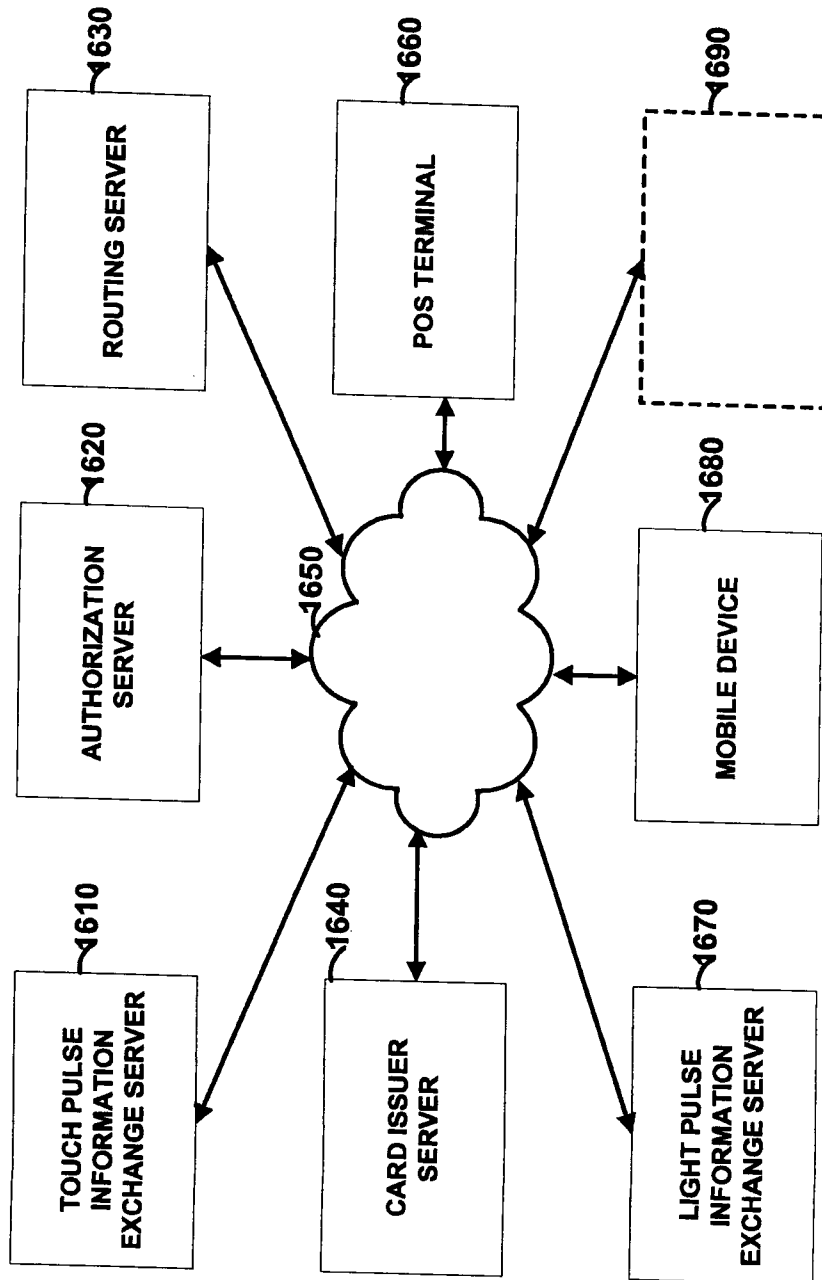 1610
TOUCH PULSE
INFORMATION
EXCHANGE SERVER
1620
AUTHORIZATION
SERVER
1630
ROUTING SERVER
1640
CARD ISSUER
SERVER
1650
1660
POS TERMINAL
1670
LIGHT PULSE
INFORMATION
EXCHANGE SERVER
1680
MOBILE DEVICE
1690